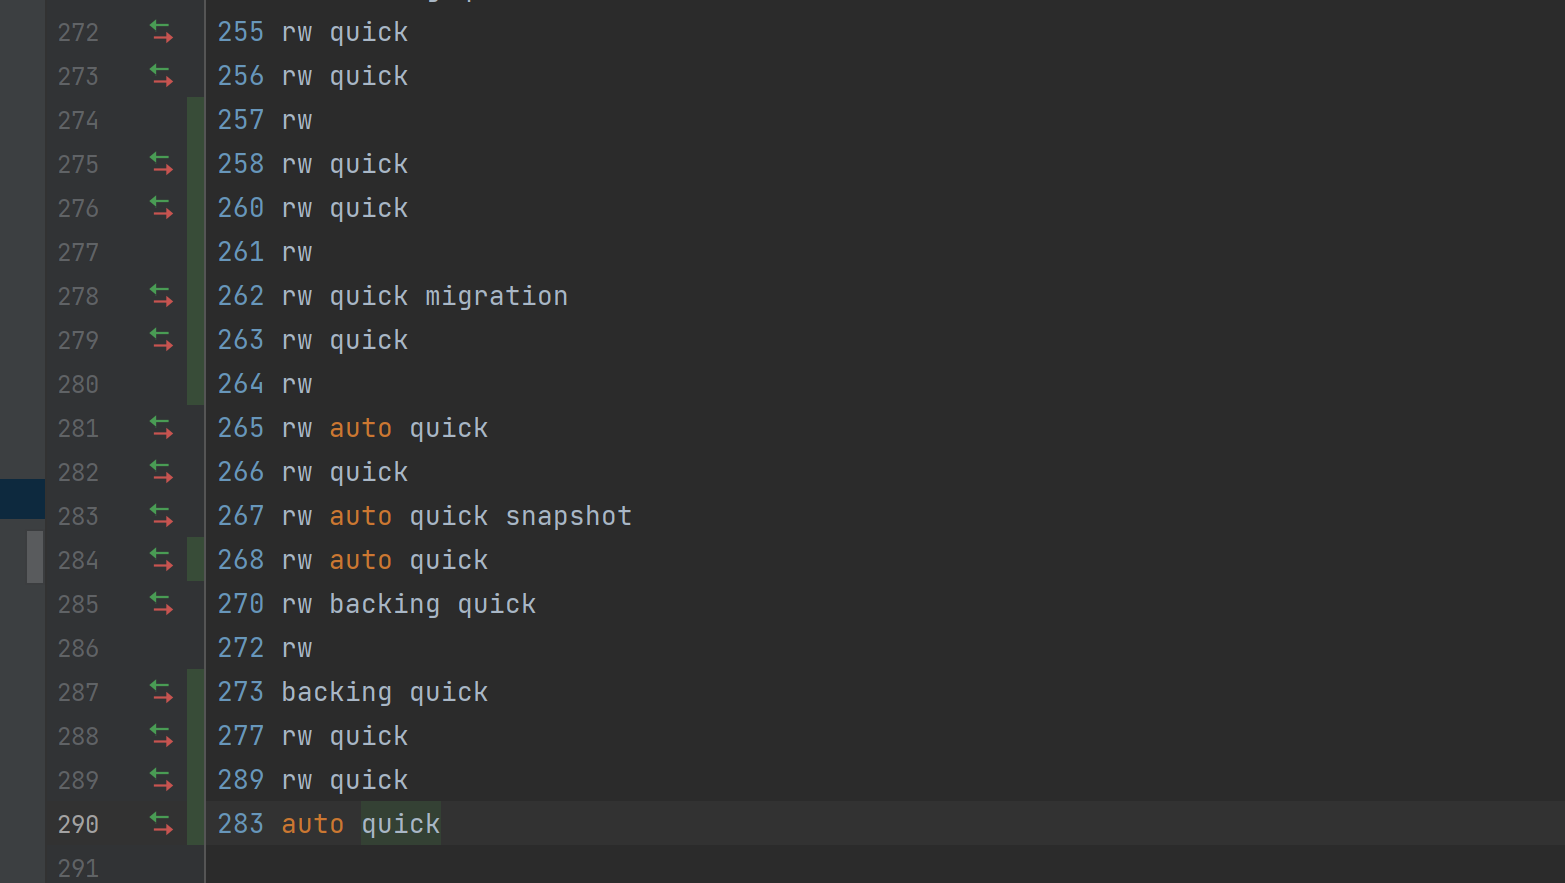 272 255 rw quick
273 256 rw quick
274 257 rw
275 258 rw quick
276 260 rw quick
277 261 rw
278 262 rw quick migration
279 263 rw quick
280 264 rw
281 265 rw auto quick
282 266 rw quick
283 267 rw auto quick snapshot
284 268 rw auto quick
285 270 rw backing quick
286 272 rw
287 273 backing quick
288 277 rw quick
289 289 rw quick
290 283 auto quick
291